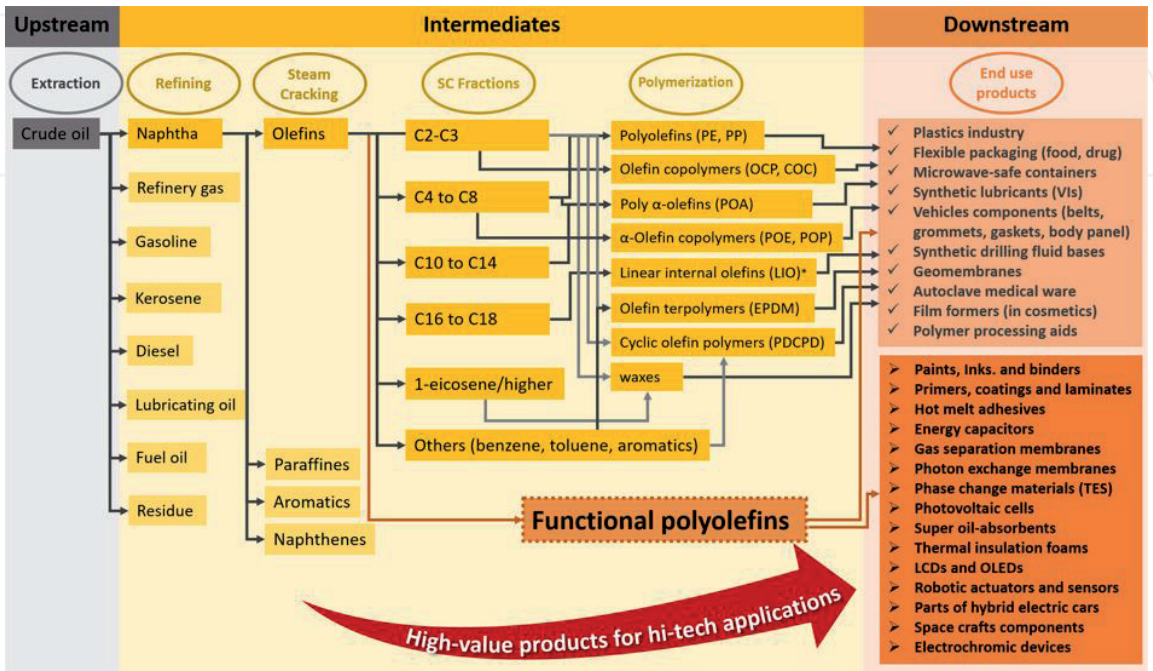 Upstream
Intermediates
Downstream
Extraction
Refining
Steam
Cracking
SC Fractions
Polymerization
End use
products
Crude oil
Naphtha
Refinery gas
Gasoline
Kerosene
Diesel
Lubricating oil
Fuel oil
Residue
Olefins
Paraffines
Aromatics
Naphthenes
C2-C3
C4 to C8
C10 to C14
C16 to C18
1-eicosene/higher
Others (benzene, toluene, aromatics)
Polyolefins (PE, PP)
Olefin copolymers (OCP, COC)
Poly α-olefins (POA)
α-Olefin copolymers (POE, POP)
Linear internal olefins (LIO)*
Olefin terpolymers (EPDM)
Cyclic olefin polymers (PDCPD)
waxes
Functional polyolefins
High-value products for hi-tech applications
✓ Plastics industry
✓ Flexible packaging (food, drug)
✓ Microwave-safe containers
✓ Synthetic lubricants (VIs)
✓ Vehicles components (belts,
grommets, gaskets, body panel)
✓ Synthetic drilling fluid bases
✓ Geomembranes
✓ Autoclave medical ware
✓ Film formers (in cosmetics)
✓ Polymer processing aids
➤ Paints, Inks. and binders
➤ Primers, coatings and laminates
➤ Hot melt adhesives
➤ Energy capacitors
➤ Gas separation membranes
➤ Photon exchange membranes
➤ Phase change materials (TES)
➤ Photovoltaic cells
➤ Super oil-absorbents
➤ Thermal insulation foams
➤ LCDs and OLEDs
➤ Robotic actuators and sensors
➤ Parts of hybrid electric cars
➤ Space crafts components
➤ Electrochromic devices